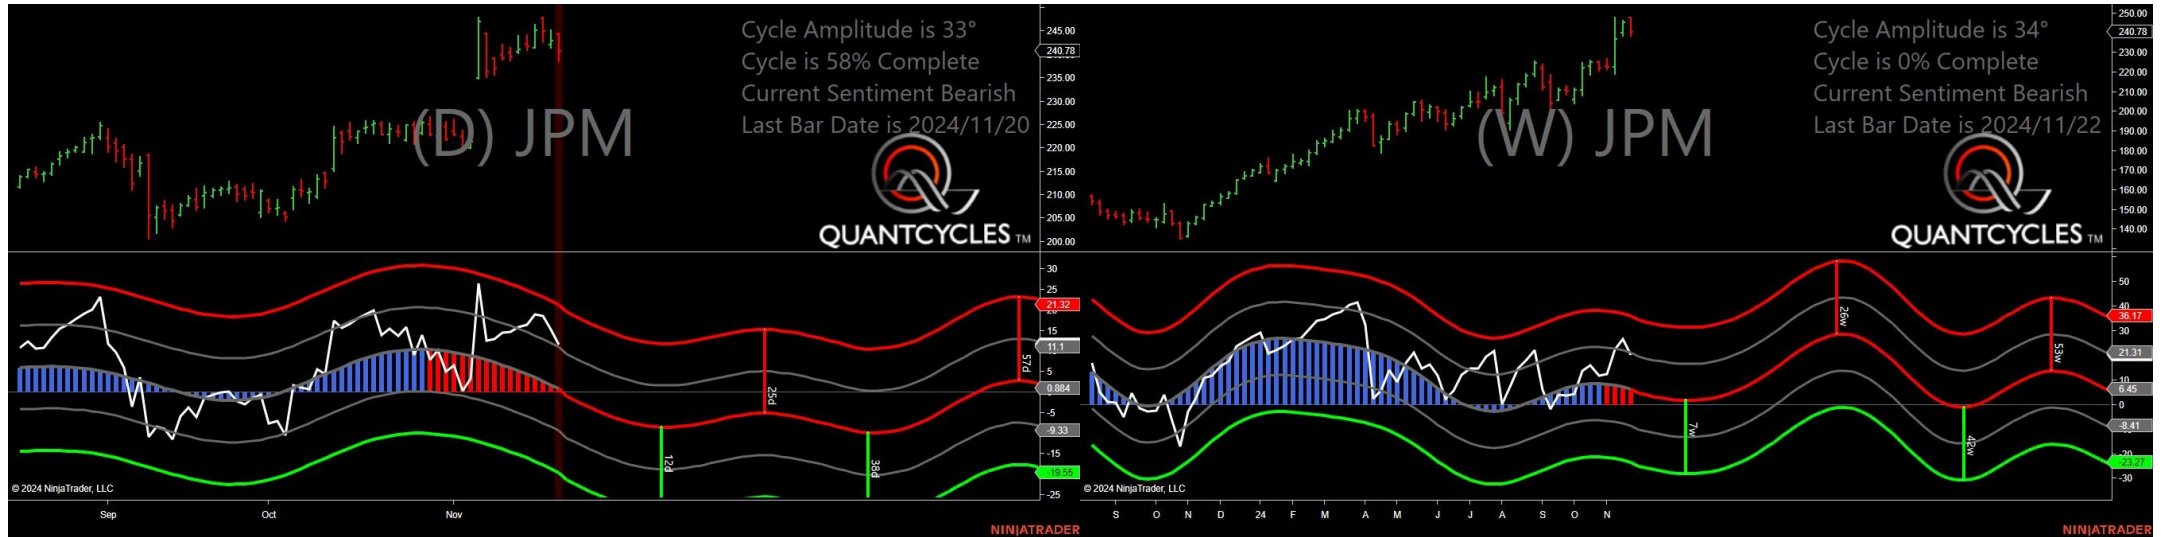 Cycle Amplitude is 33°
Cycle is 58% Complete
Current Sentiment Bearish
Last Bar Date is 2024/11/20
(D) JPM
QUANTCYCLES TM
245.00
240.78
235.00
230.00
225.00
220.00
215.00
210.00
205.00
200.00
30
25
21.32
15
11.1
5
0.884
-5
-9.33
-15
-19.55
-25
12d
25d
38d
57d
© 2024 NinjaTrader, LLC
Sep
Oct
Nov
NINJATRADER
Cycle Amplitude is 34°
Cycle is 0% Complete
Current Sentiment Bearish
Last Bar Date is 2024/11/22
(W) JPM
QUANTCYCLES TM
250.00
240.78
230.00
220.00
210.00
200.00
190.00
180.00
170.00
160.00
150.00
140.00
50
40
36.17
30
21.31
10
6.45
0
-8.41
-20
-23.27
-30
7w
26w
42w
53w
© 2024 NinjaTrader, LLC
S O N D 24 F M A M J J A S O N
NINJATRADER